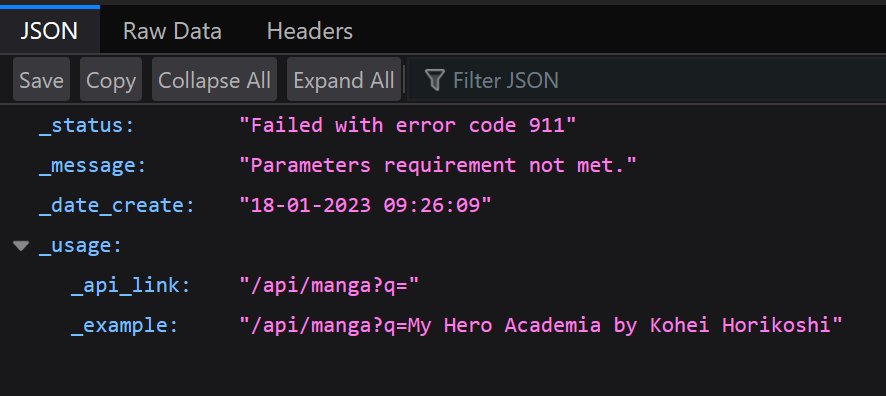 JSON Raw Data Headers
Save Copy Collapse All Expand All Filter JSON
_status: "Failed with error code 911"
_message: "Parameters requirement not met."
_date_create: "18-01-2023 09:26:09"
_usage:
_api_link: "/api/manga?q="
_example: "/api/manga?q=My Hero Academia by Kohei Horikoshi"